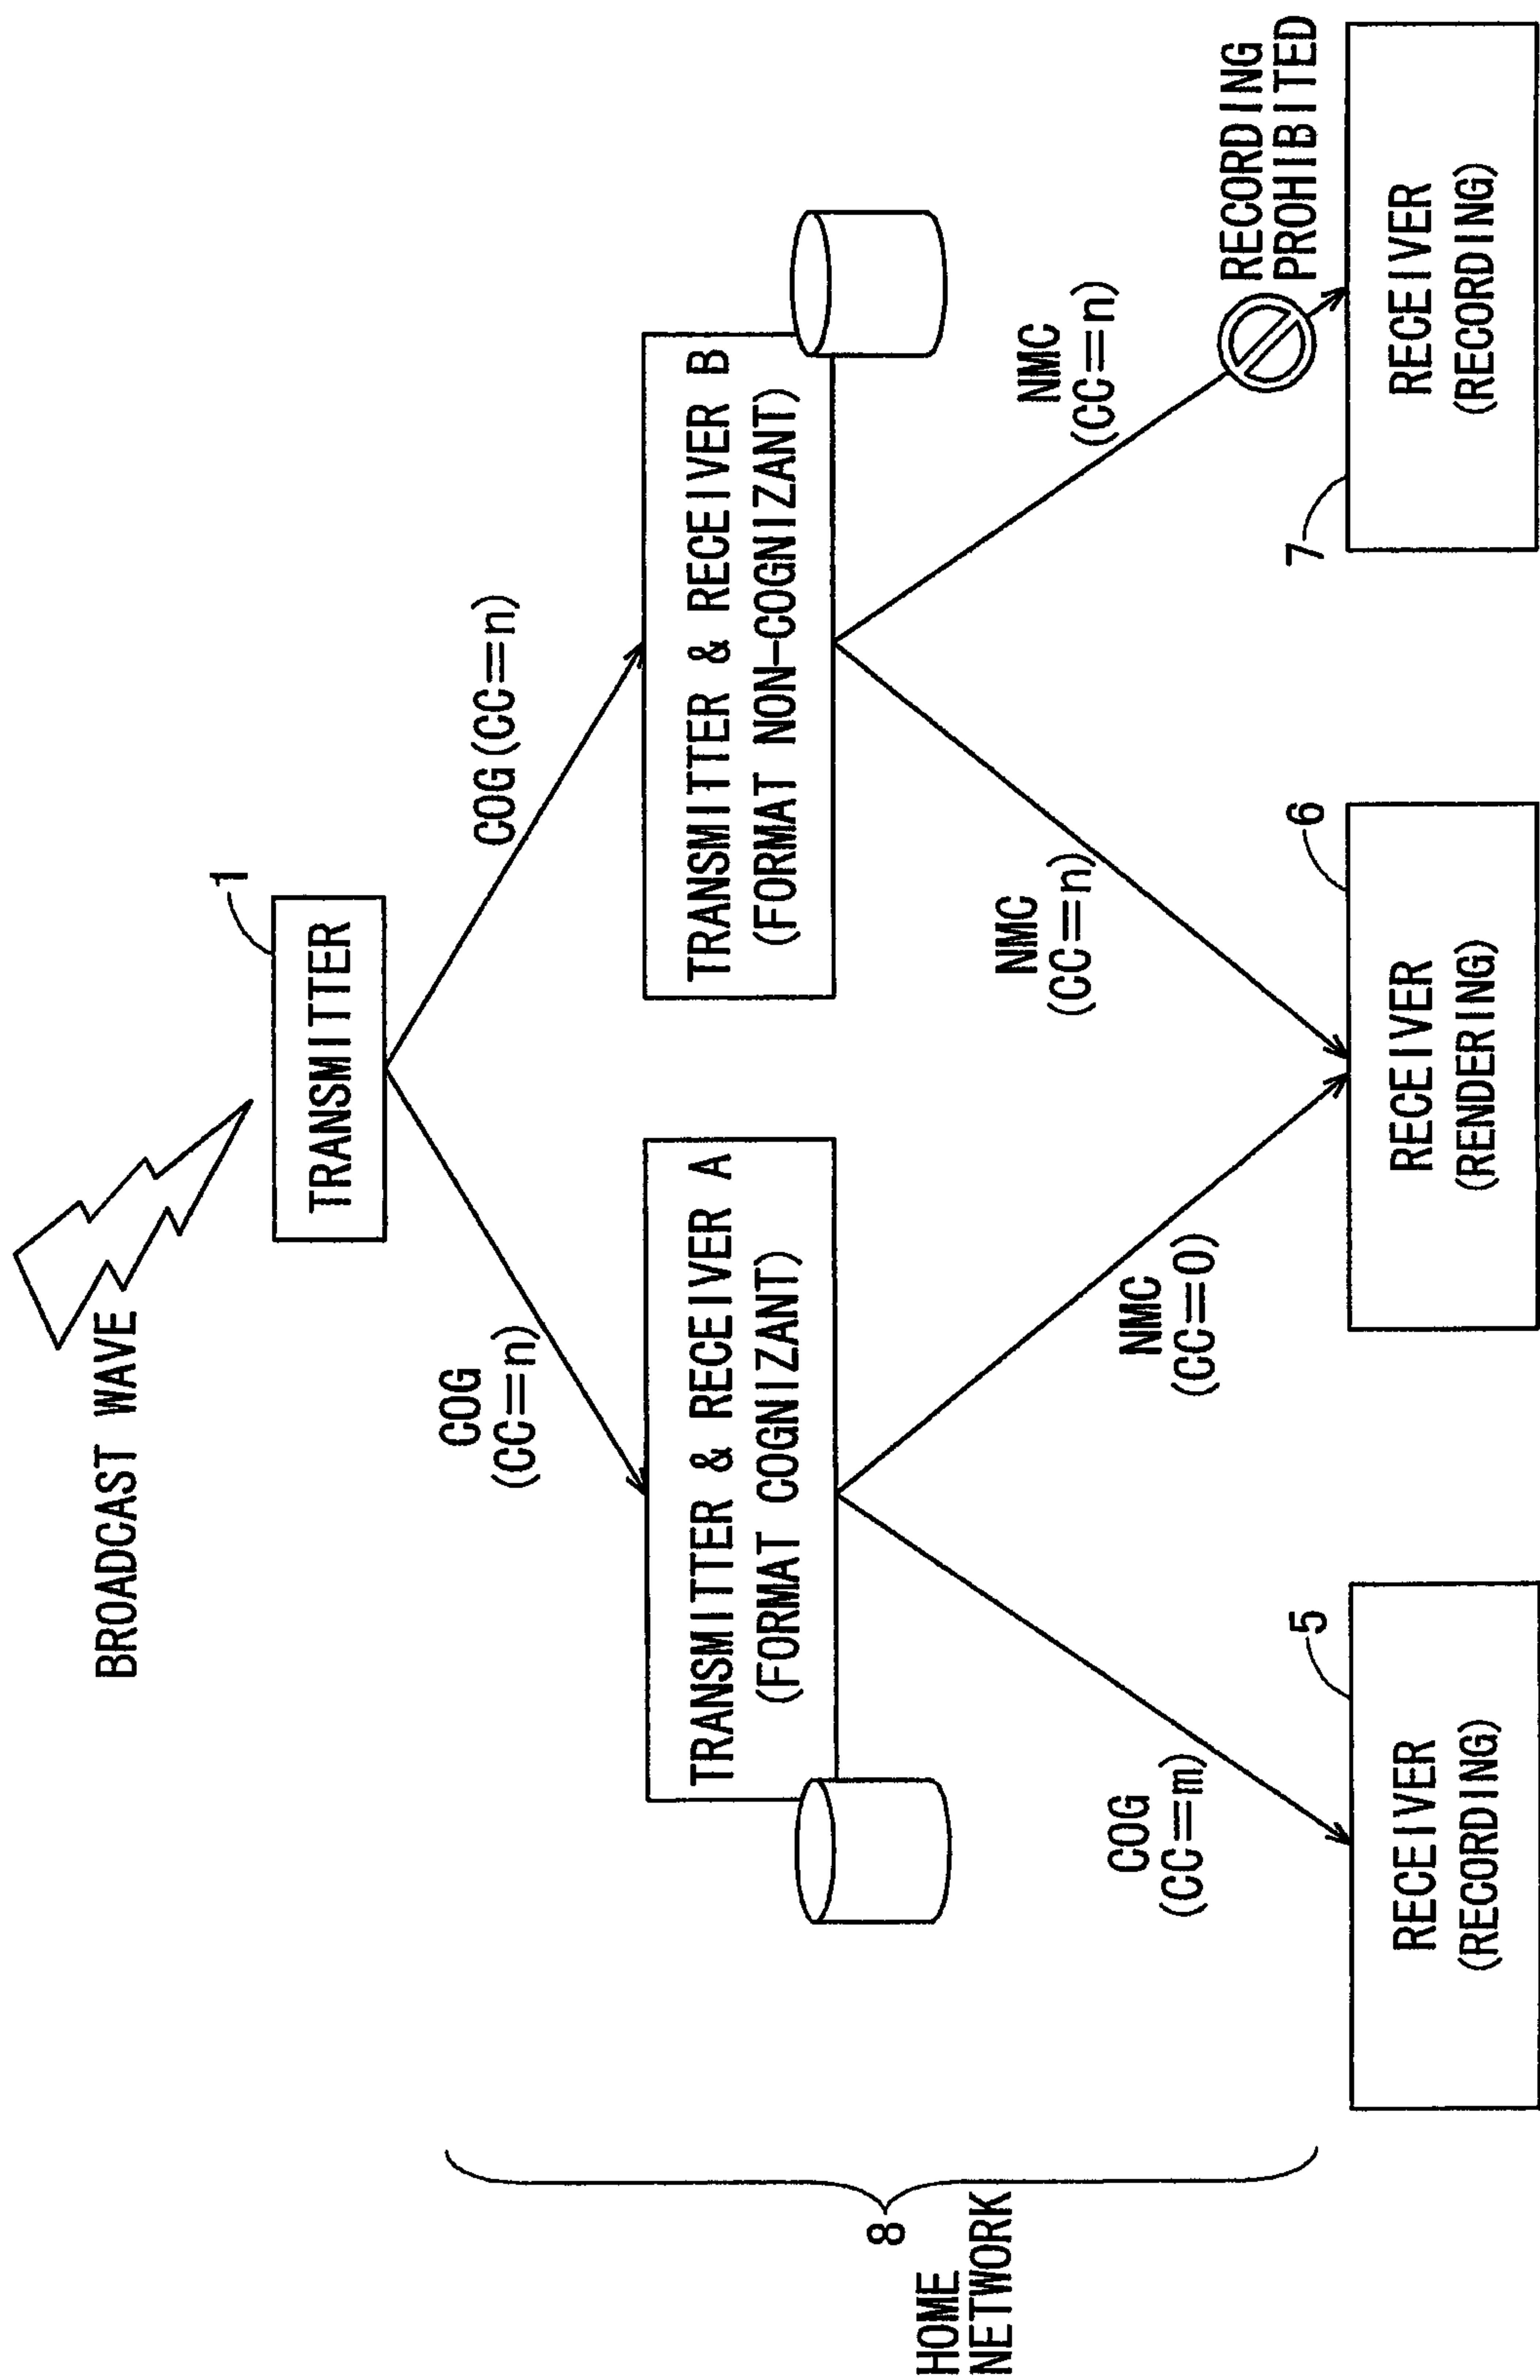 BROADCAST WAVE
1
TRANSMITTER
COG
(CC=n)
COG(CC=n)
TRANSMITTER & RECEIVER A
(FORMAT COGNIZANT)
TRANSMITTER & RECEIVER B
(FORMAT NON-COGNIZANT)
8
HOME
NETWORK
COG
(CC=m)
NMC
(CC=0)
NMC
(CC=n)
NMC
(CC=n)
RECORDING
PROHIBITED
5
RECEIVER
(RECORDING)
6
RECEIVER
(RENDERING)
7
RECEIVER
(RECORDING)